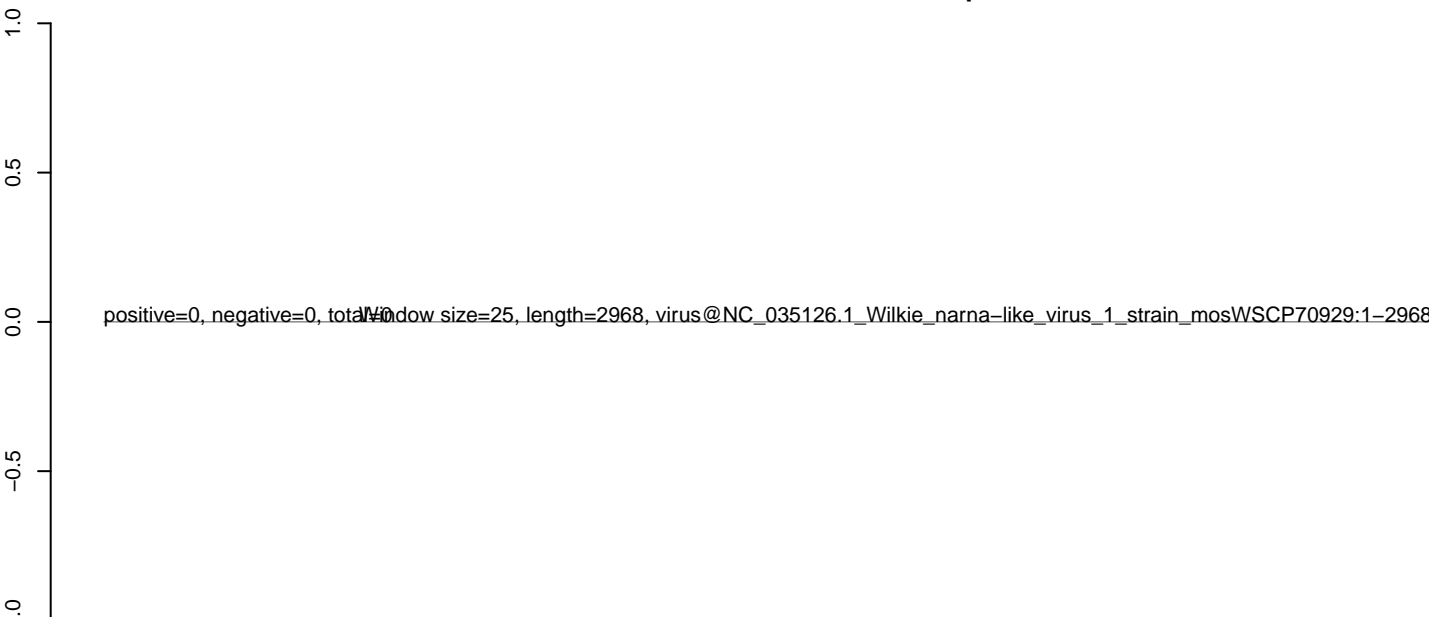 1.0
0.5
0.0
positive=0, negative=0, total=0
Window size=25, length=2968, virus@NC_035126.1_Wilkie_narna−like_virus_1_strain_mosWSCP70929:1−2968
−0.5